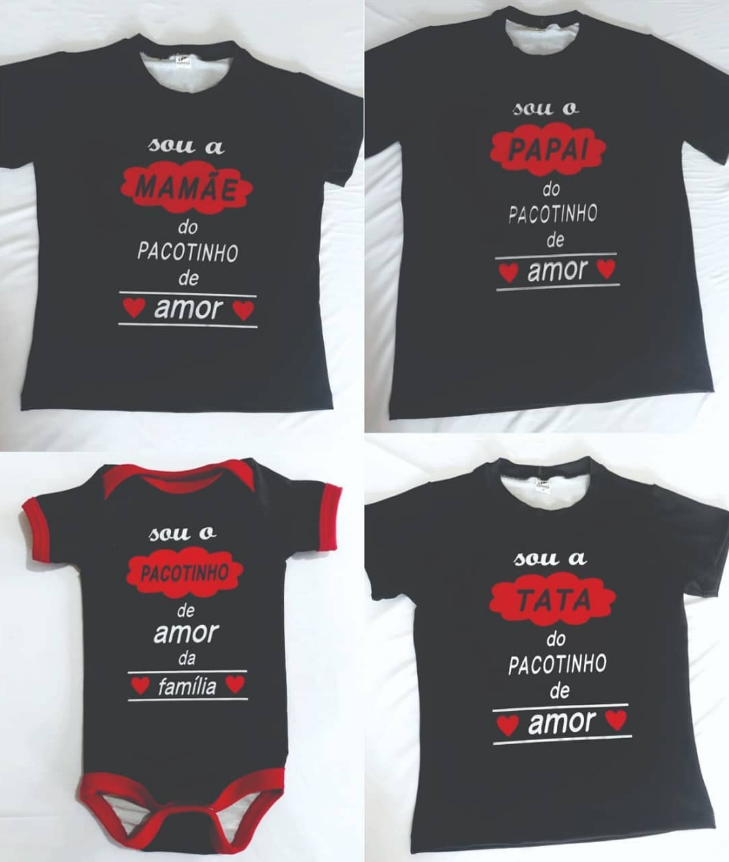 sou a
MAMÃE
do
PACOTINHO
de
amor
sou o
PAPAI
do
PACOTINHO
de
amor
sou o
PACOTINHO
de
amor
da
família
sou a
TATA
do
PACOTINHO
de
amor